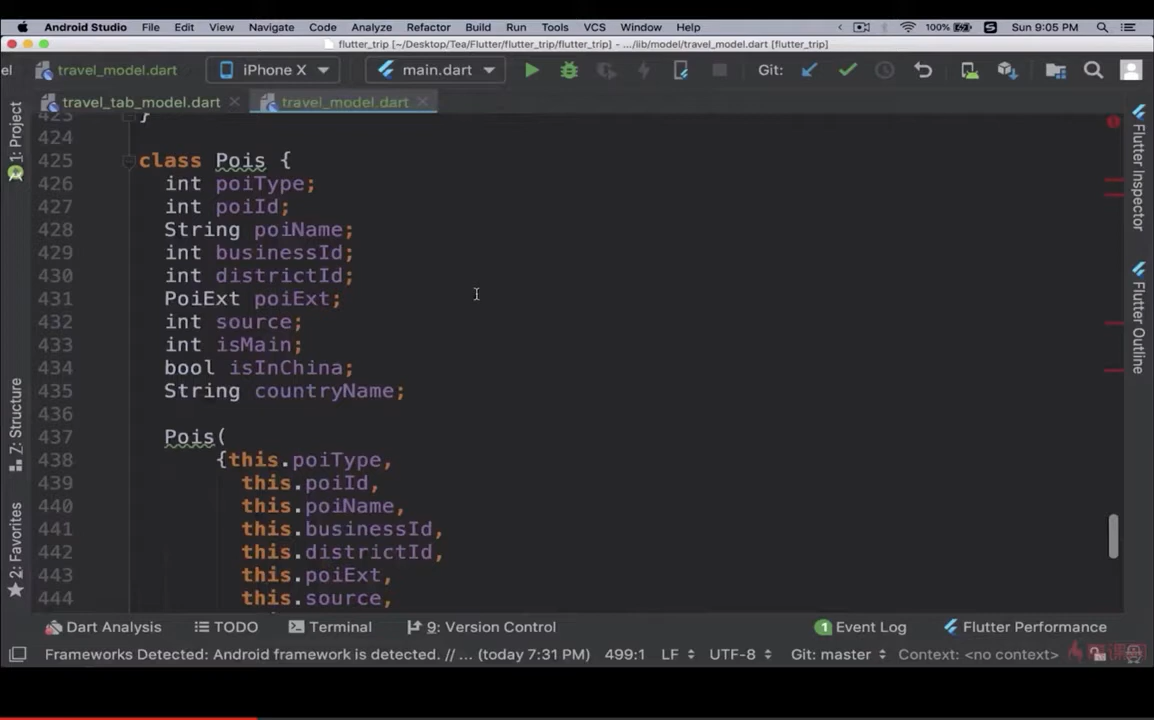 Android Studio File Edit View Navigate Code Analyze Refactor Build Run Tools VCS Window Help 100% Sun 9:05 PM
flutter_trip [~/Desktop/Tea/Flutter/flutter_trip/flutter_trip] - .../lib/model/travel_model.dart [flutter_trip]
el travel_model.dart iPhone X main.dart Git:
travel_tab_model.dart travel_model.dart
1: Project
Z: Structure
2: Favorites
423 }
424
425 class Pois {
426 int poiType;
427 int poiId;
428 String poiName;
429 int businessId;
430 int districtId;
431 PoiExt poiExt;
432 int source;
433 int isMain;
434 bool isInChina;
435 String countryName;
436
437 Pois(
438 {this.poiType,
439 this.poiId,
440 this.poiName,
441 this.businessId,
442 this.districtId,
443 this.poiExt,
444 this.source,
Flutter Inspector
Flutter Outline
Dart Analysis TODO Terminal 9: Version Control 1 Event Log Flutter Performance
Frameworks Detected: Android framework is detected. // ... (today 7:31 PM) 499:1 LF UTF-8 Git: master Context: <no context>